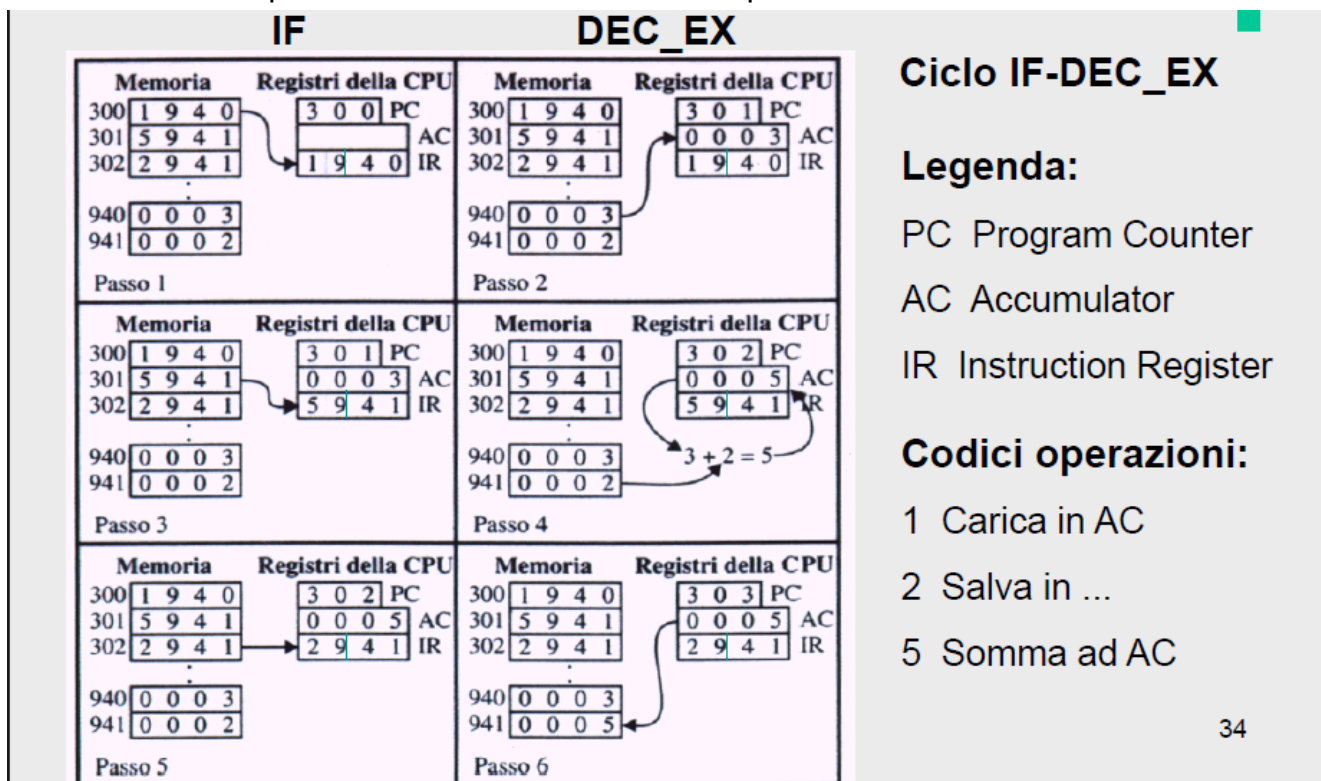 IF DEC_EX
Memoria Registri della CPU
300 1 9 4 0 3 0 0 PC
301 5 9 4 1 AC
302 2 9 4 1 1 9 4 0 IR
940 0 0 0 3
941 0 0 0 2
Passo 1
Memoria Registri della CPU
300 1 9 4 0 3 0 1 PC
301 5 9 4 1 0 0 0 3 AC
302 2 9 4 1 1 9 4 0 IR
940 0 0 0 3
941 0 0 0 2
Passo 2
Memoria Registri della CPU
300 1 9 4 0 3 0 1 PC
301 5 9 4 1 0 0 0 3 AC
302 2 9 4 1 5 9 4 1 IR
940 0 0 0 3
941 0 0 0 2
Passo 3
Memoria Registri della CPU
300 1 9 4 0 3 0 2 PC
301 5 9 4 1 0 0 0 5 AC
302 2 9 4 1 5 9 4 1 IR
940 0 0 0 3 3 + 2 = 5
941 0 0 0 2
Passo 4
Memoria Registri della CPU
300 1 9 4 0 3 0 2 PC
301 5 9 4 1 0 0 0 5 AC
302 2 9 4 1 2 9 4 1 IR
940 0 0 0 3
941 0 0 0 2
Passo 5
Memoria Registri della CPU
300 1 9 4 0 3 0 3 PC
301 5 9 4 1 0 0 0 5 AC
302 2 9 4 1 2 9 4 1 IR
940 0 0 0 3
941 0 0 0 5
Passo 6
Ciclo IF-DEC_EX
Legenda:
PC Program Counter
AC Accumulator
IR Instruction Register
Codici operazioni:
1 Carica in AC
2 Salva in ...
5 Somma ad AC
34